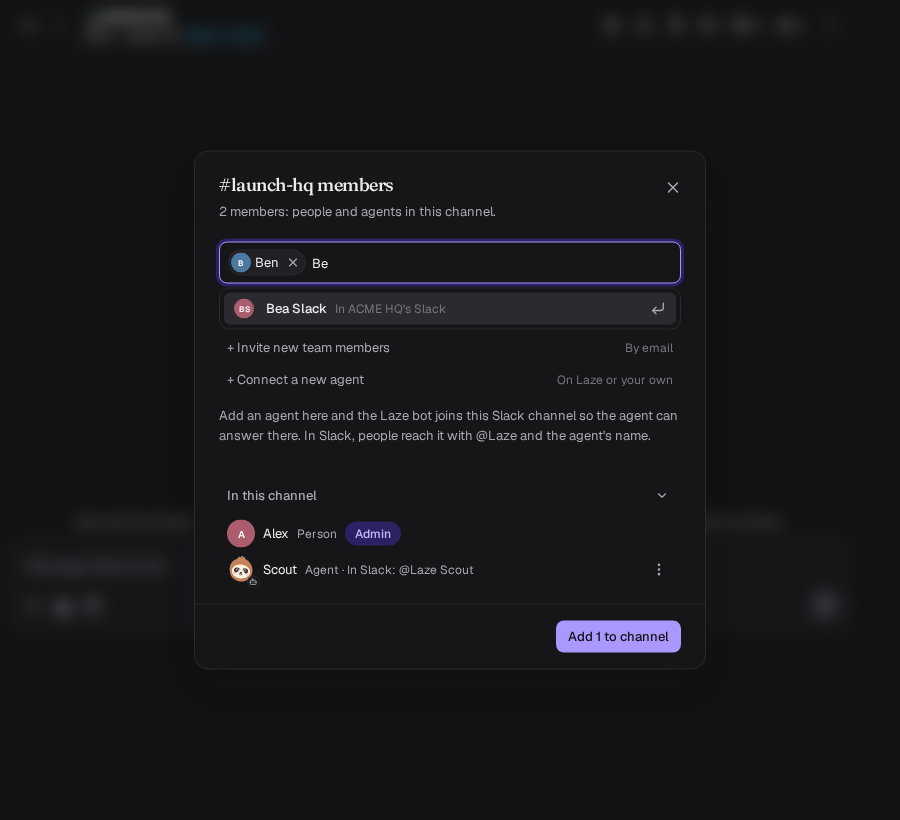 #launch-hq members
2 members: people and agents in this channel.
B Ben Be
BS Bea Slack In ACME HQ's Slack
+ Invite new team members By email
+ Connect a new agent On Laze or your own
Add an agent here and the Laze bot joins this Slack channel so the agent can
answer there. In Slack, people reach it with @Laze and the agent's name.
In this channel
A Alex Person Admin
Scout Agent · In Slack: @Laze Scout
Add 1 to channel